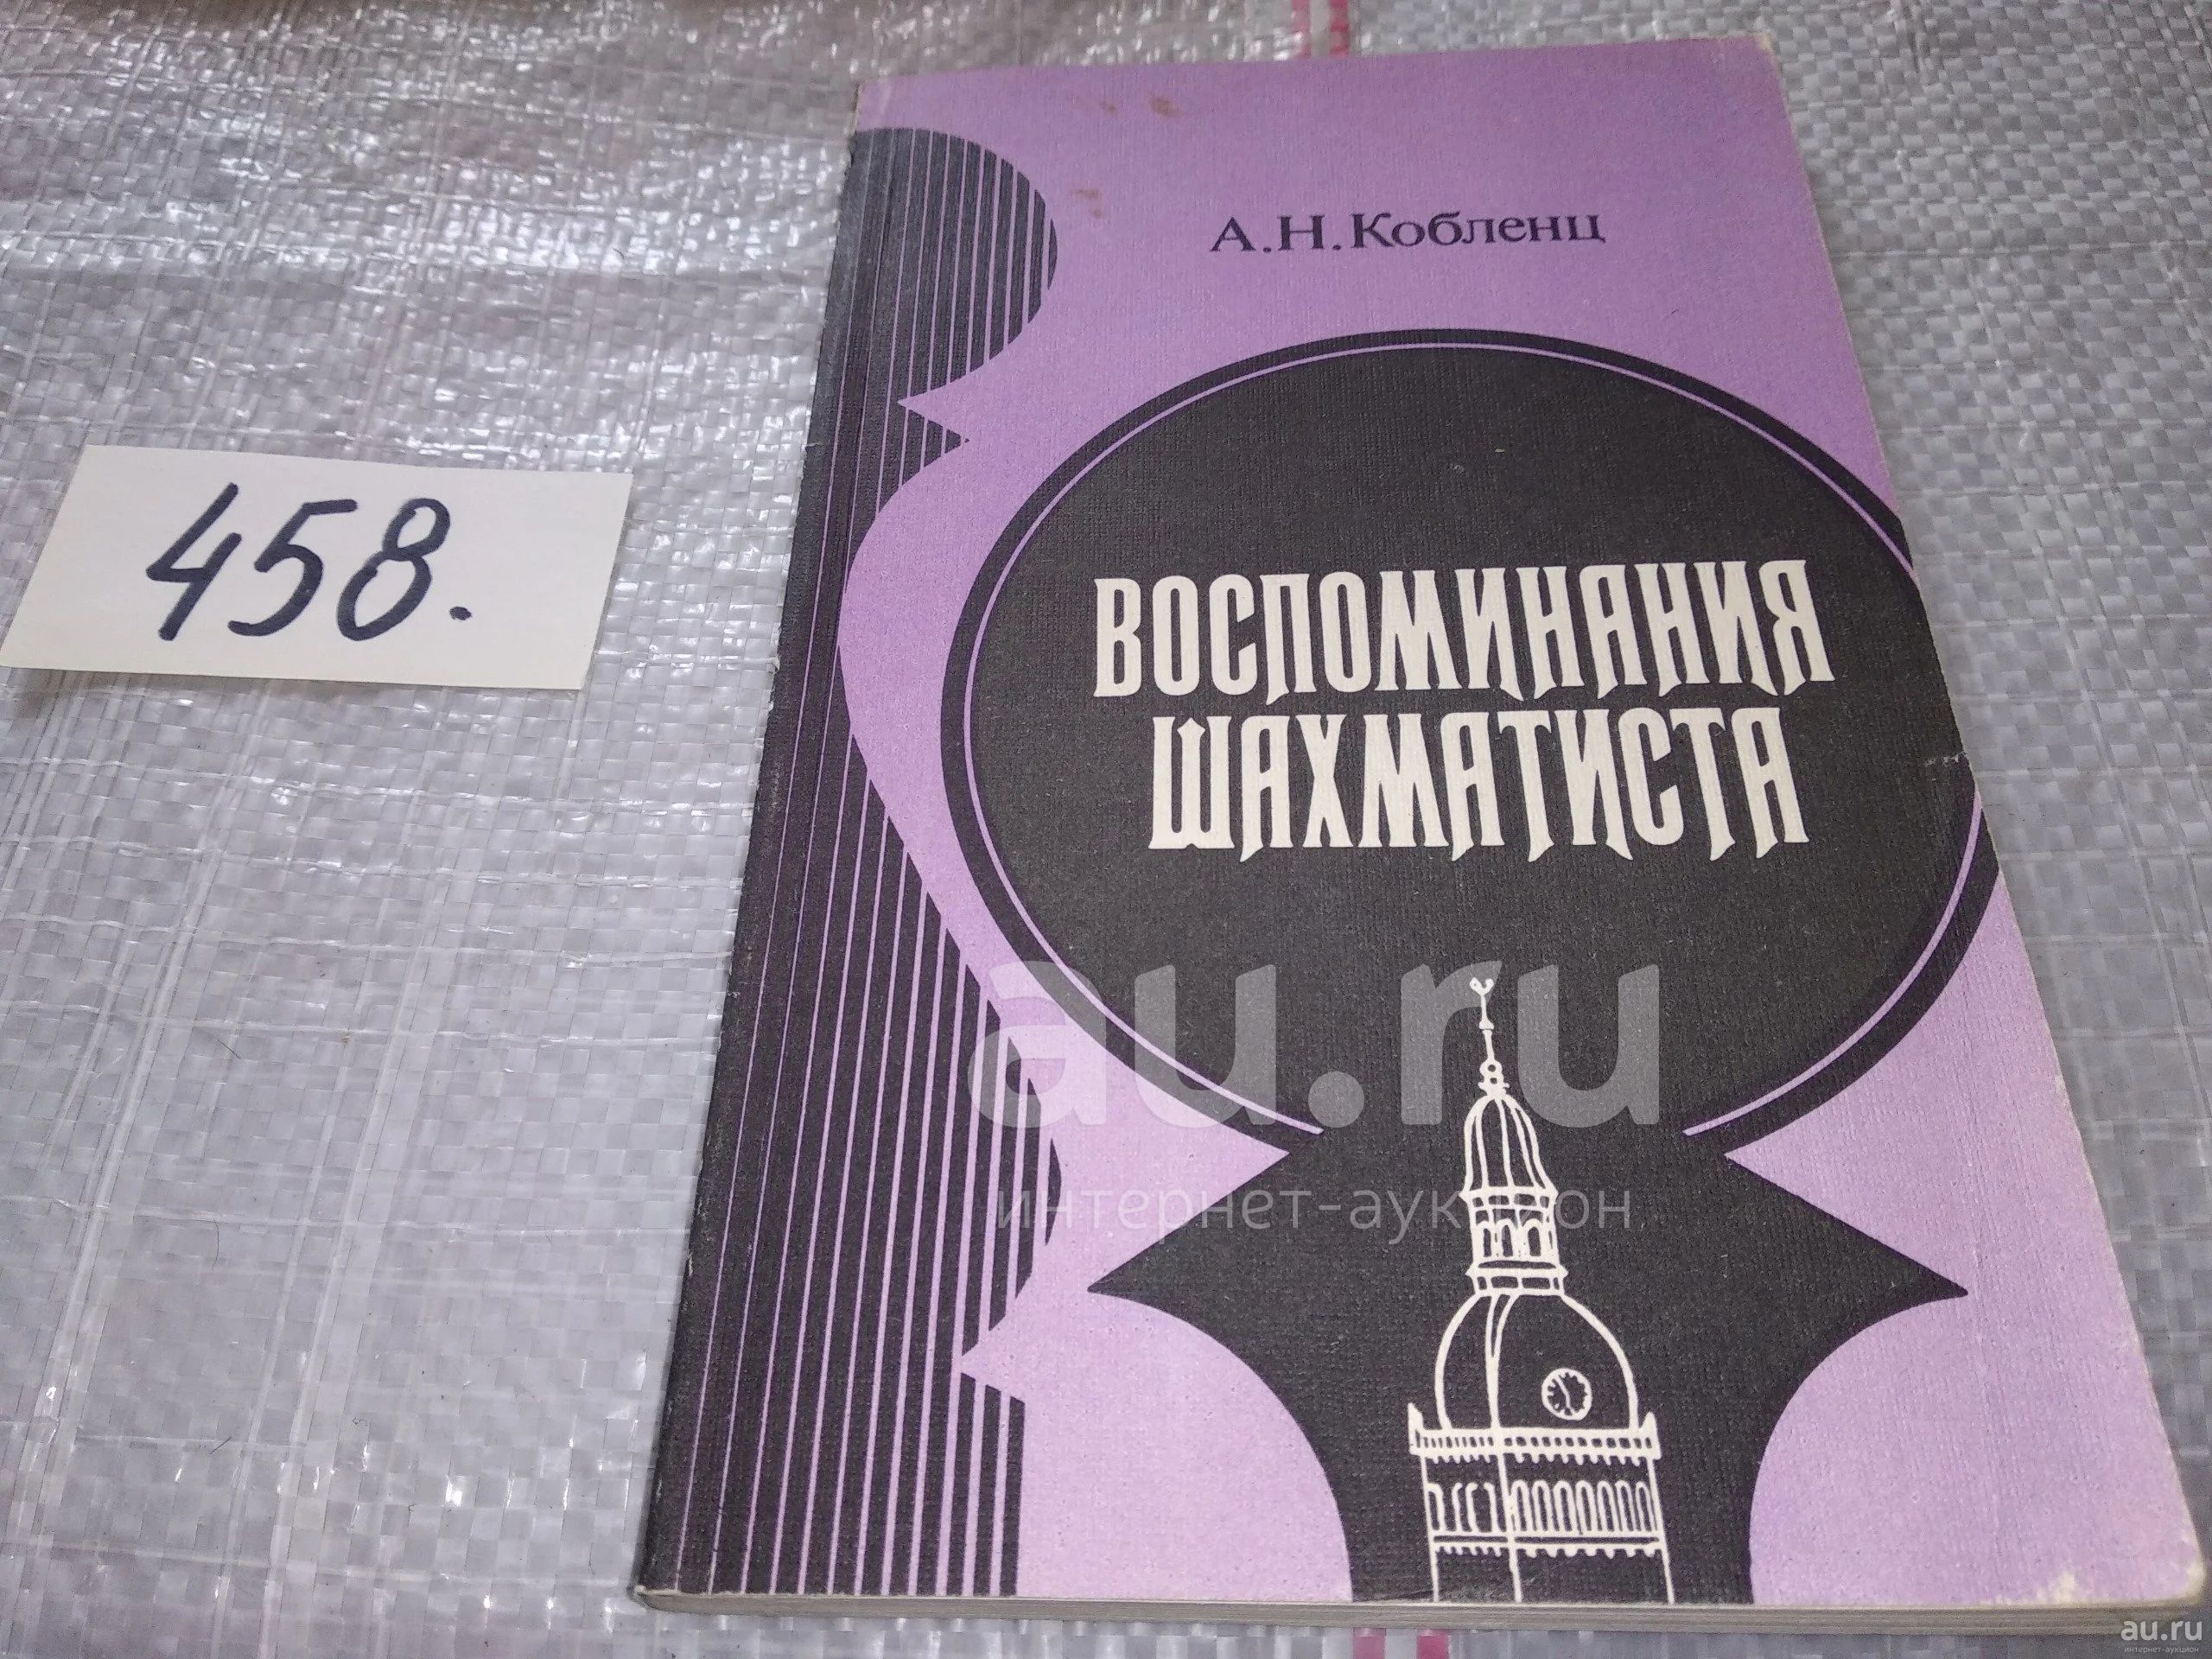 458.
А.Н.Кобленц
ВОСПОМИНАНИЯ
ШАХМАТИСТА
au.ru
интернет-аукцион
au.ru
интернет-аукцион